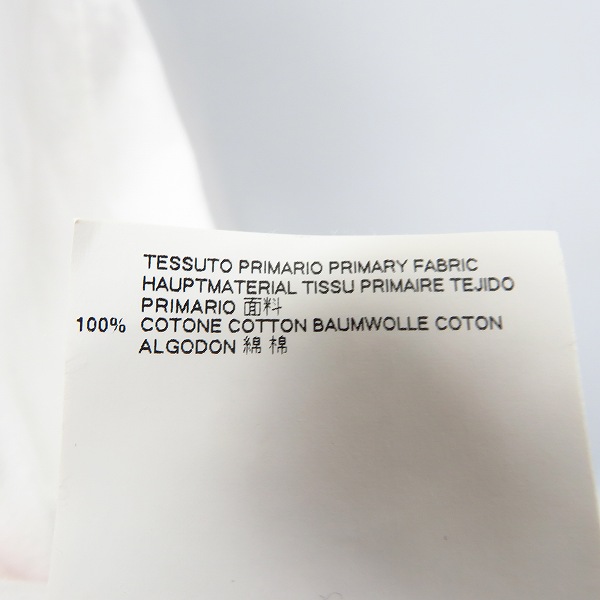 TESSUTO PRIMARIO PRIMARY FABRIC
HAUPTMATERIAL TISSU PRIMAIRE TEJIDO
PRIMARIO 面料
100% COTONE COTTON BAUMWOLLE COTON
ALGODON 綿 棉